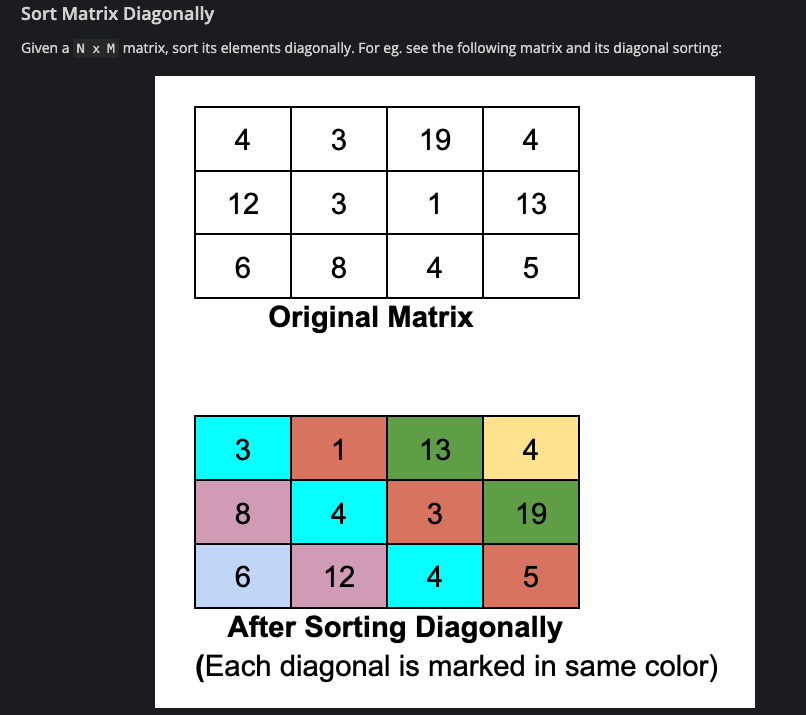 Sort Matrix Diagonally
Given a N x M matrix, sort its elements diagonally. For eg. see the following matrix and its diagonal sorting:
4 3 19 4
12 3 1 13
6 8 4 5
Original Matrix
3 1 13 4
8 4 3 19
6 12 4 5
After Sorting Diagonally
(Each diagonal is marked in same color)